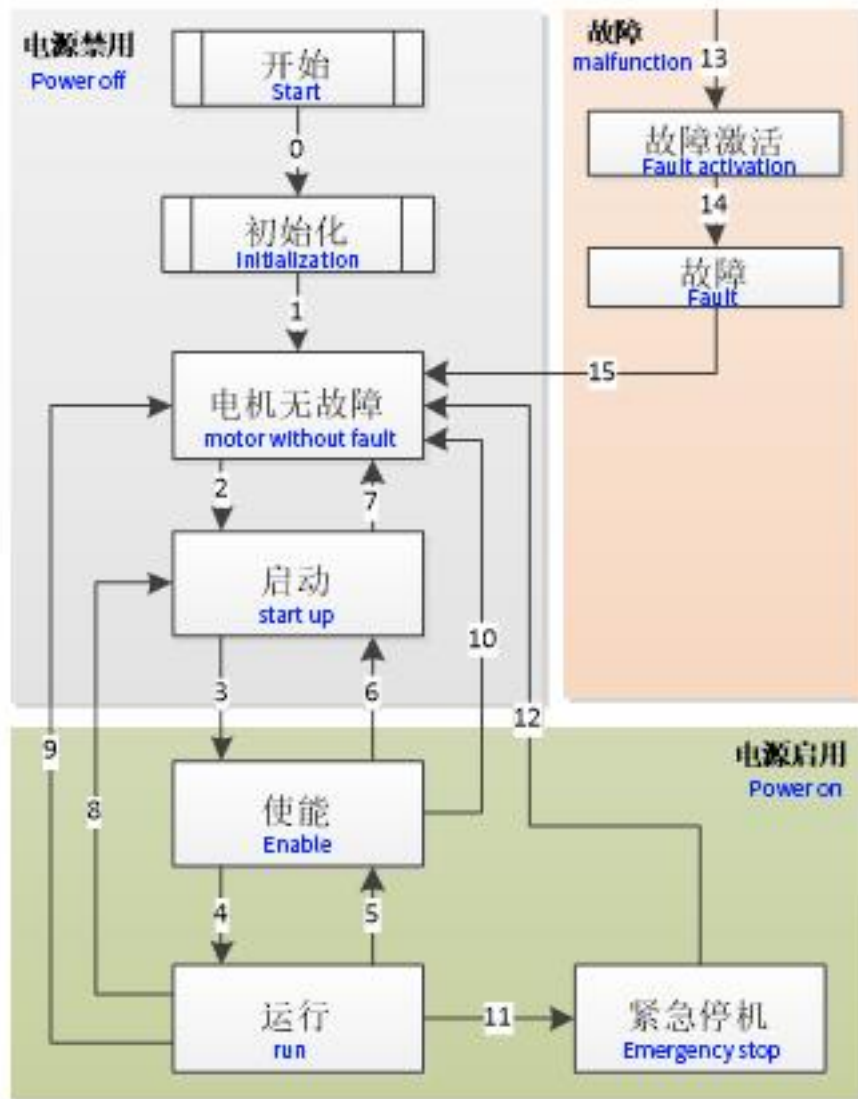 电源禁用
Power off
开始
Start
0
初始化
initialization
1
电机无故障
motor without fault
2
7
启动
start up
3
6
10
9
8
12
故障
malfunction
13
故障激活
Fault activation
14
故障
Fault
15
电源启用
Power on
使能
Enable
4
5
运行
run
11
紧急停机
Emergency stop